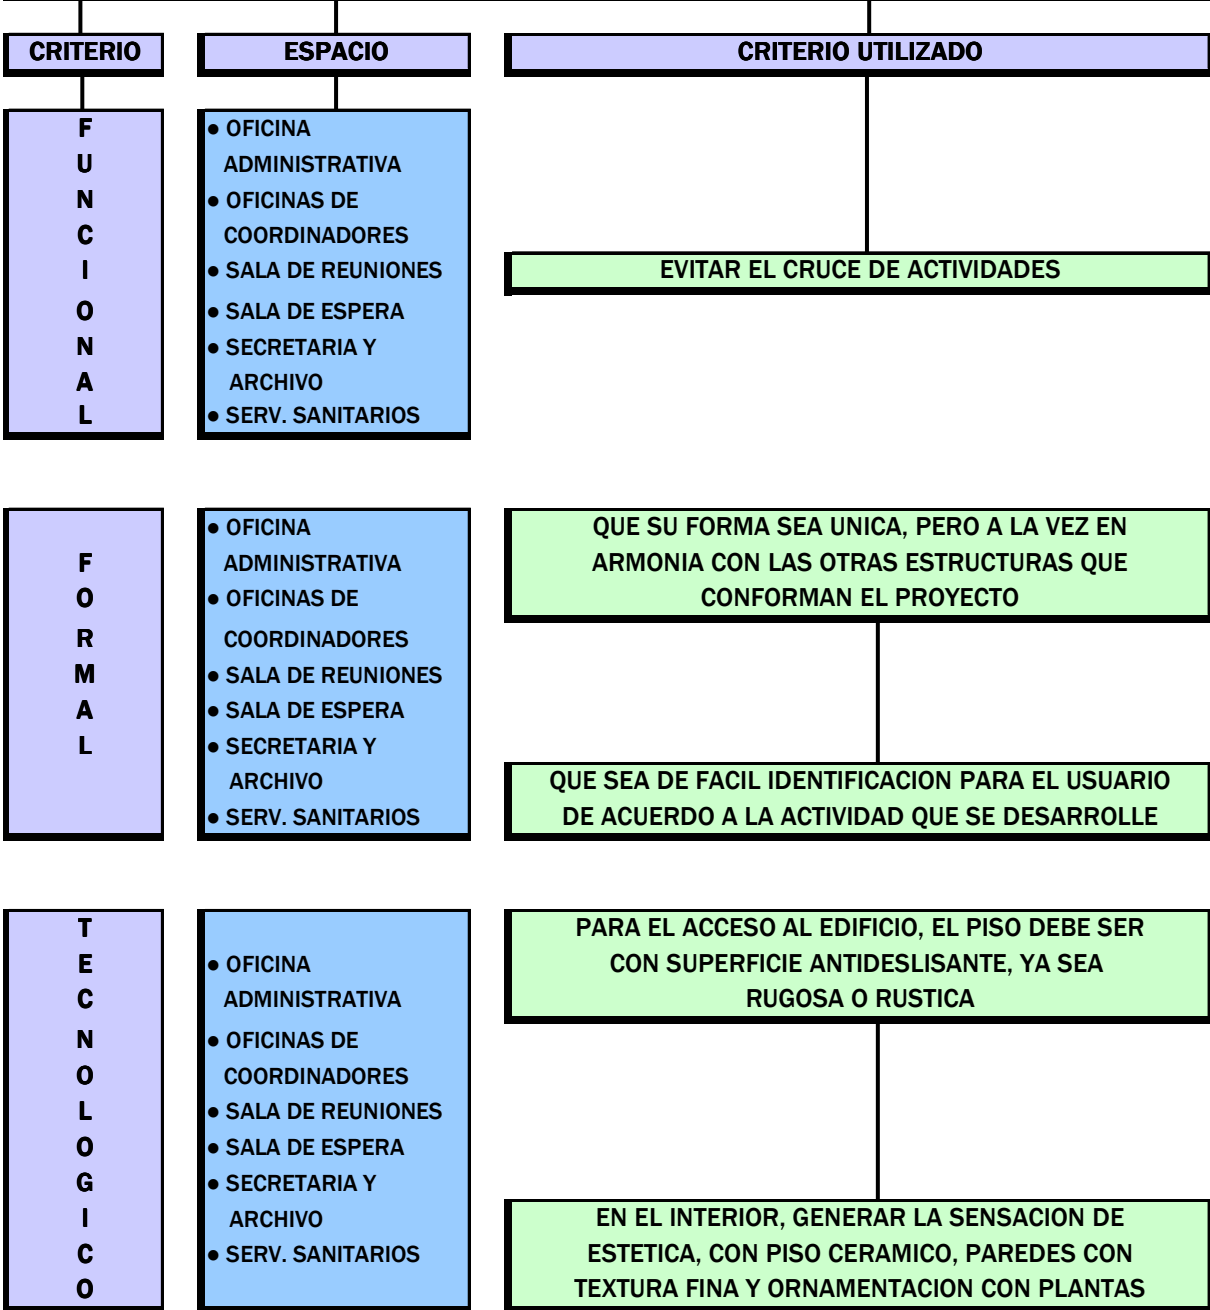 CRITERIO
ESPACIO
CRITERIO UTILIZADO
F
U
N
C
I
O
N
A
L
● OFICINA
ADMINISTRATIVA
● OFICINAS DE
COORDINADORES
● SALA DE REUNIONES
● SALA DE ESPERA
● SECRETARIA Y
ARCHIVO
● SERV. SANITARIOS
EVITAR EL CRUCE DE ACTIVIDADES
F
O
R
M
A
L
● OFICINA
ADMINISTRATIVA
● OFICINAS DE
COORDINADORES
● SALA DE REUNIONES
● SALA DE ESPERA
● SECRETARIA Y
ARCHIVO
● SERV. SANITARIOS
QUE SU FORMA SEA UNICA, PERO A LA VEZ EN
ARMONIA CON LAS OTRAS ESTRUCTURAS QUE
CONFORMAN EL PROYECTO
QUE SEA DE FACIL IDENTIFICACION PARA EL USUARIO
DE ACUERDO A LA ACTIVIDAD QUE SE DESARROLLE
T
E
C
N
O
L
O
G
I
C
O
● OFICINA
ADMINISTRATIVA
● OFICINAS DE
COORDINADORES
● SALA DE REUNIONES
● SALA DE ESPERA
● SECRETARIA Y
ARCHIVO
● SERV. SANITARIOS
PARA EL ACCESO AL EDIFICIO, EL PISO DEBE SER
CON SUPERFICIE ANTIDESLISANTE, YA SEA
RUGOSA O RUSTICA
EN EL INTERIOR, GENERAR LA SENSACION DE
ESTETICA, CON PISO CERAMICO, PAREDES CON
TEXTURA FINA Y ORNAMENTACION CON PLANTAS